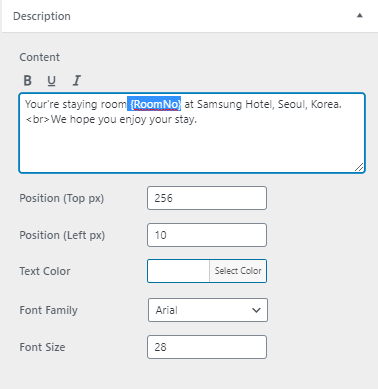 Description
Content
B U I
Your're staying room {RoomNo} at Samsung Hotel, Seoul, Korea.
<br>We hope you enjoy your stay.
Position (Top px) 256
Position (Left px) 10
Text Color Select Color
Font Family Arial
Font Size 28